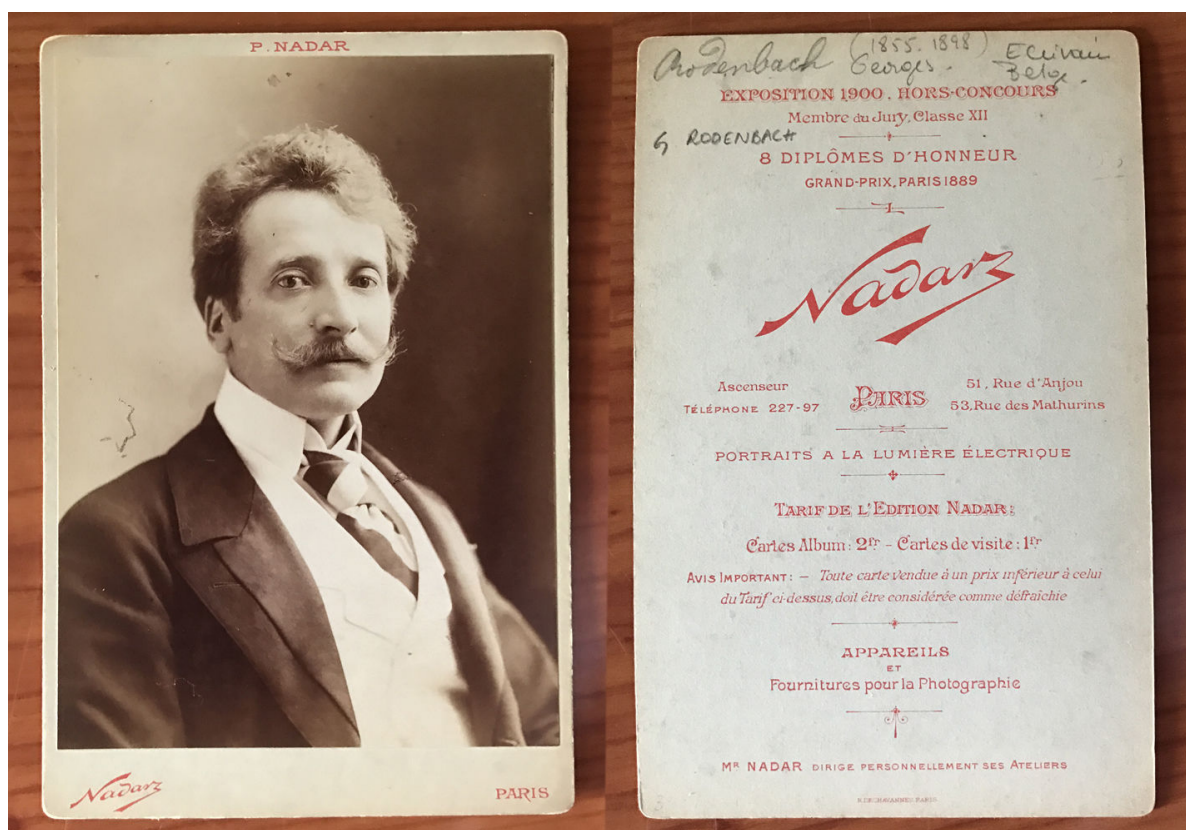 P. NADAR
Nadar
PARIS
Rodenbach (1855.1898) Ecrivain
Georges. Belge.
EXPOSITION 1900, HORS-CONCOURS
Membre du Jury, Classe XII
G RODENBACH
8 DIPLÔMES D'HONNEUR
GRAND-PRIX, PARIS 1889
Nadar
Ascenseur
TÉLÉPHONE 227-97
PARIS
51, Rue d'Anjou
53, Rue des Mathurins
PORTRAITS A LA LUMIÈRE ÉLECTRIQUE
TARIF DE L'EDITION NADAR:
Cartes Album: 2fr - Cartes de visite: 1fr
AVIS IMPORTANT: — Toute carte vendue à un prix inférieur à celui
du Tarif ci-dessus, doit être considérée comme défraîchie
APPAREILS
ET
Fournitures pour la Photographie
MR NADAR DIRIGE PERSONNELLEMENT SES ATELIERS